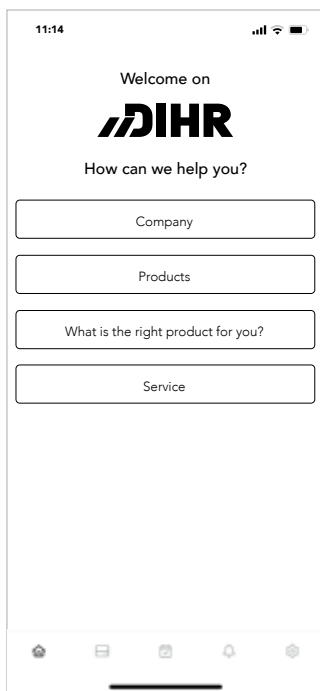 11:14
Welcome on
DIHR
How can we help you?
Company
Products
What is the right product for you?
Service